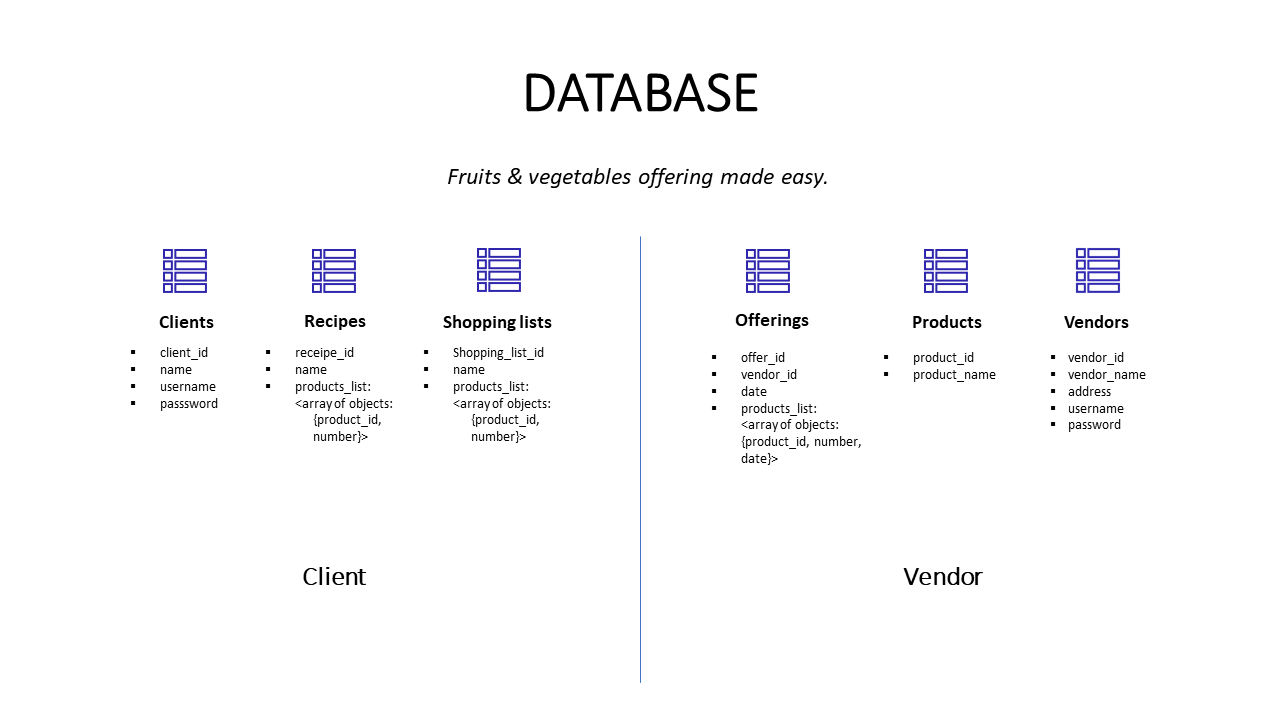 DATABASE
Fruits & vegetables offering made easy.
Clients
client_id
name
username
passsword
Recipes
receipe_id
name
products_list:
<array of objects:
{product_id,
number}>
Shopping lists
Shopping_list_id
name
products_list:
<array of objects:
{product_id,
number}>
Client
Offerings
offer_id
vendor_id
date
products_list:
<array of objects:
{product_id, number,
date}>
Products
product_id
product_name
Vendors
vendor_id
vendor_name
address
username
password
Vendor